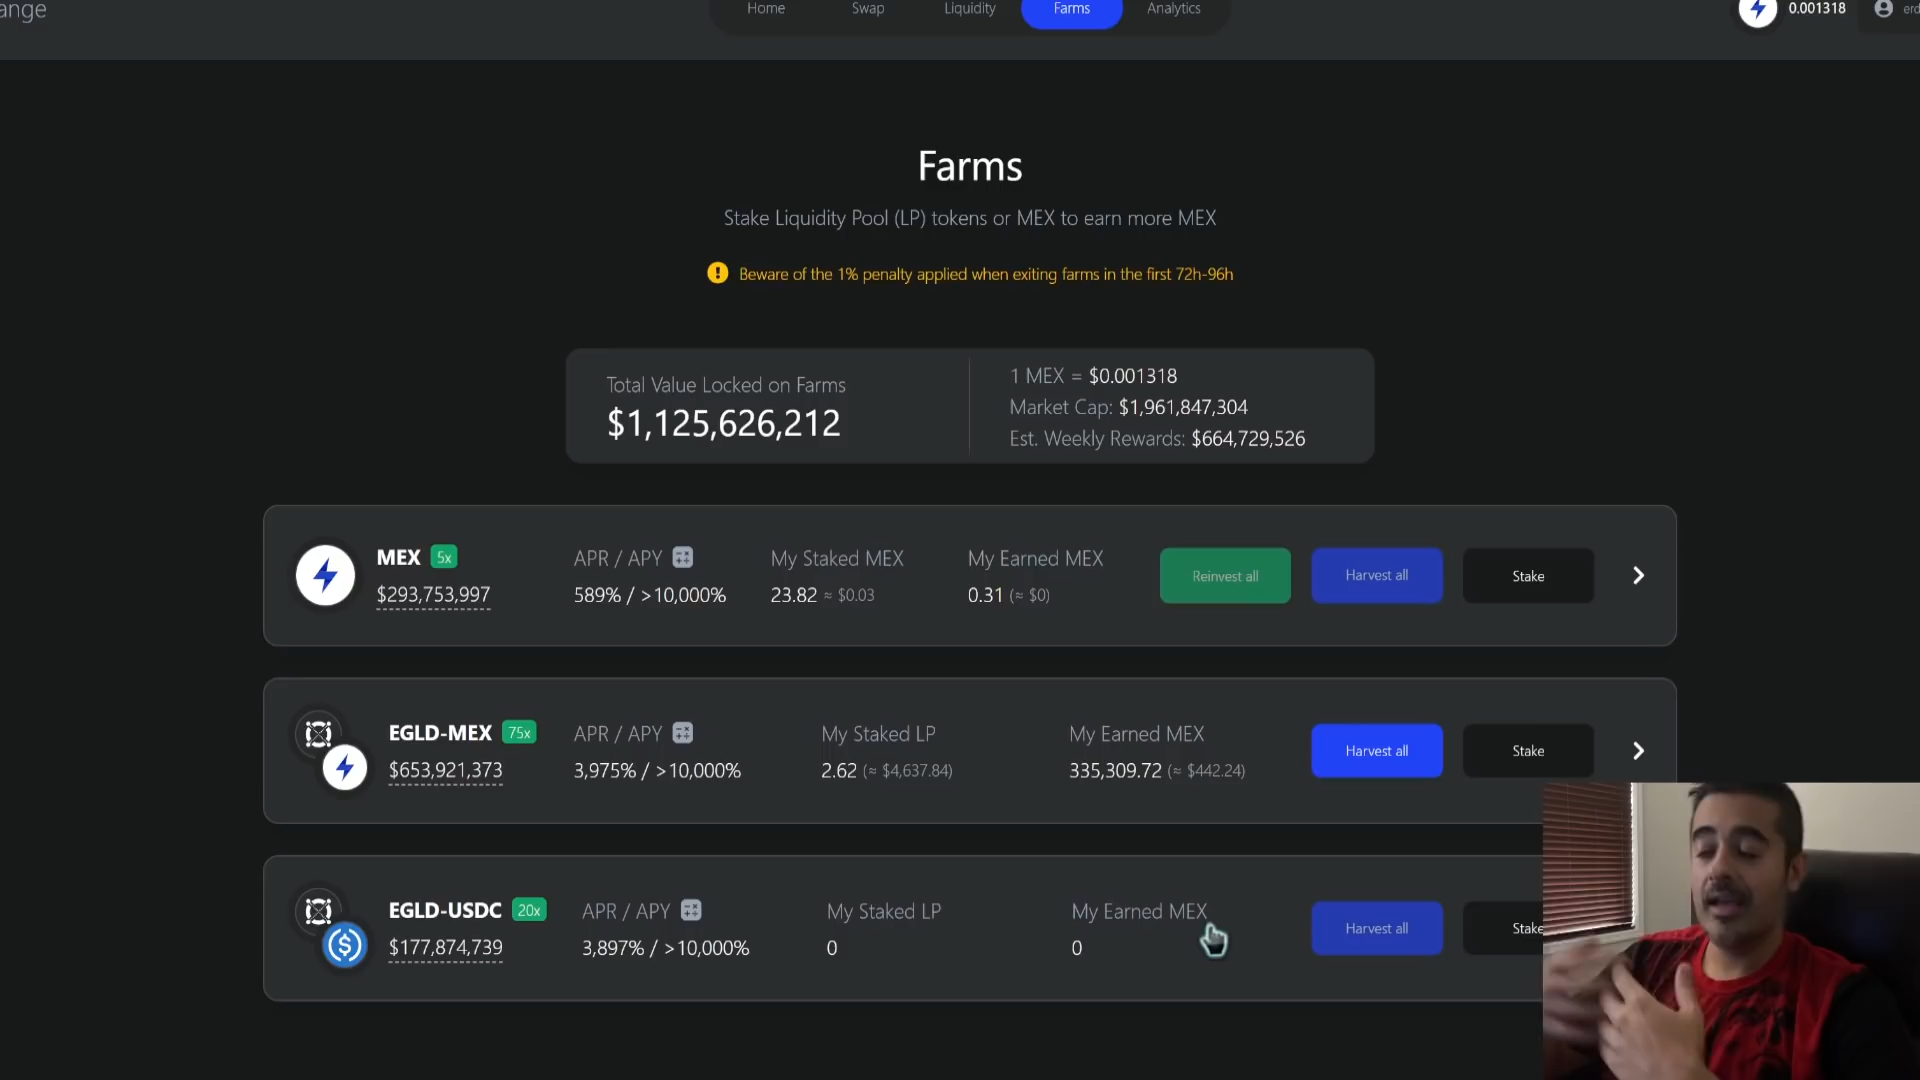 ange
Home
Swap
Liquidity
Farms
Analytics
0.001318
erd
Farms
Stake Liquidity Pool (LP) tokens or MEX to earn more MEX
Beware of the 1% penalty applied when exiting farms in the first 72h-96h
Total Value Locked on Farms
$1,125,626,212
1 MEX = $0.001318
Market Cap: $1,961,847,304
Est. Weekly Rewards: $664,729,526
MEX 5x
$293,753,997
APR / APY
589% / >10,000%
My Staked MEX
23.82 ≈ $0.03
My Earned MEX
0.31 (≈ $0)
Reinvest all
Harvest all
Stake
EGLD-MEX 75x
$653,921,373
APR / APY
3,975% / >10,000%
My Staked LP
2.62 (≈ $4,637.84)
My Earned MEX
335,309.72 (≈ $442.24)
Harvest all
Stake
EGLD-USDC 20x
$177,874,739
APR / APY
3,897% / >10,000%
My Staked LP
0
My Earned MEX
0
Harvest all
Stake